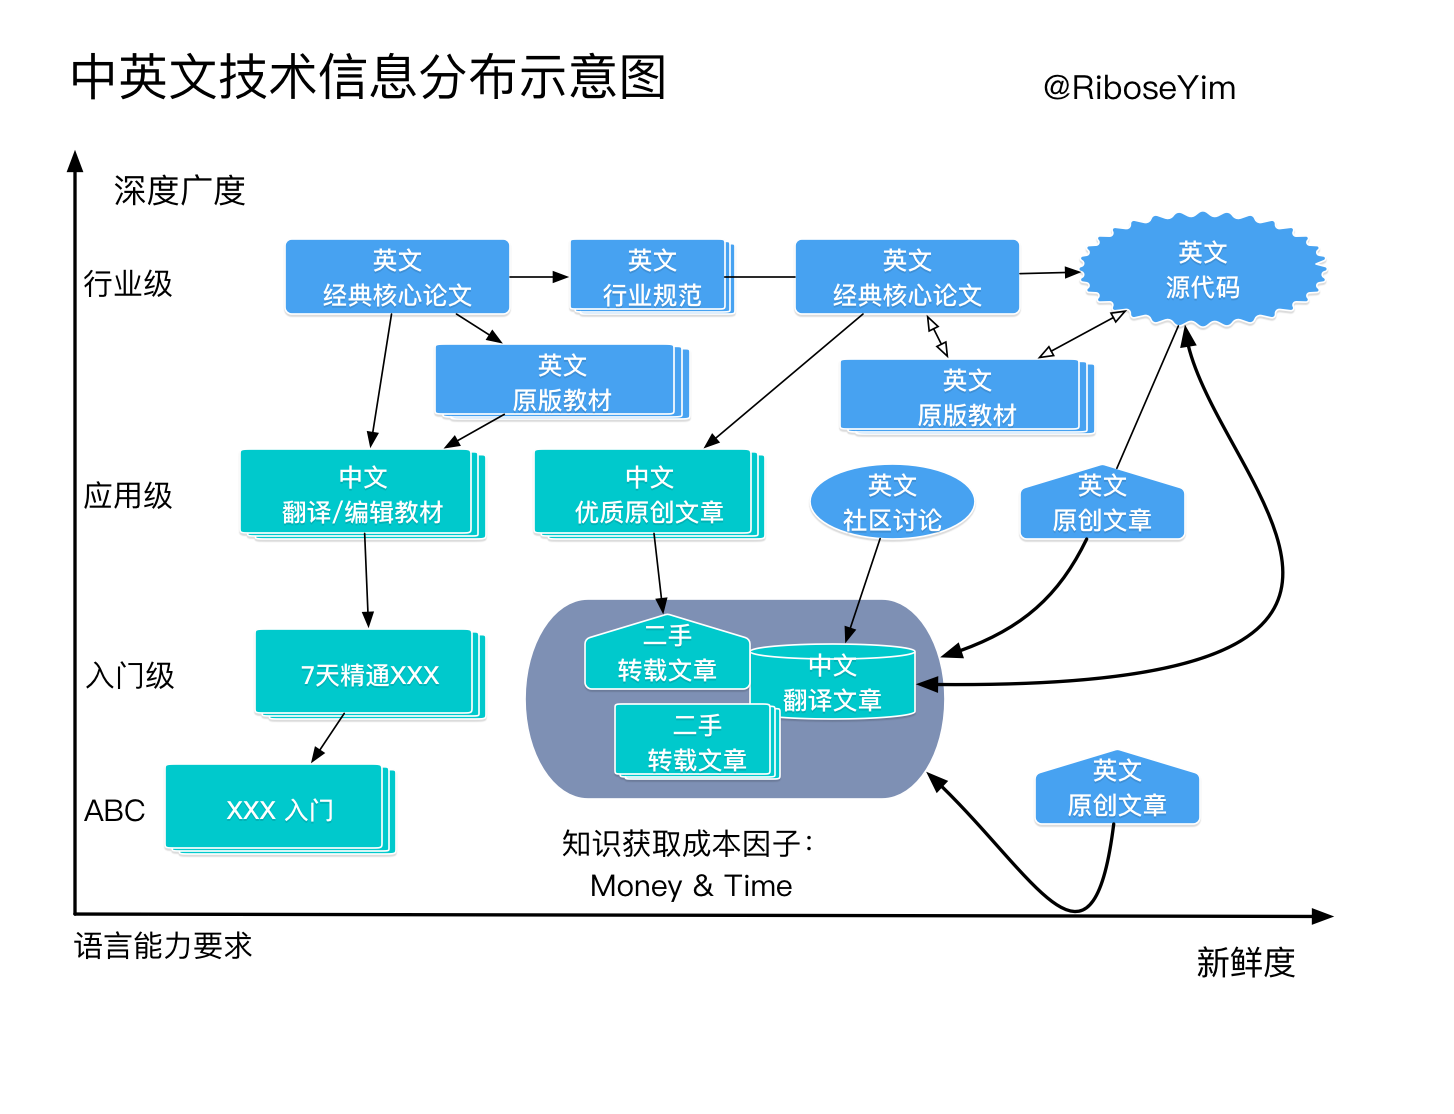 中英文技术信息分布示意图
@RiboseYim
深度广度
行业级
英文
经典核心论文
英文
行业规范
英文
经典核心论文
英文
源代码
英文
原版教材
英文
原版教材
应用级
中文
翻译/编辑教材
中文
优质原创文章
英文
社区讨论
英文
原创文章
入门级
7天精通XXX
二手
转载文章
中文
翻译文章
二手
转载文章
ABC
XXX 入门
英文
原创文章
知识获取成本因子：
Money & Time
语言能力要求
新鲜度